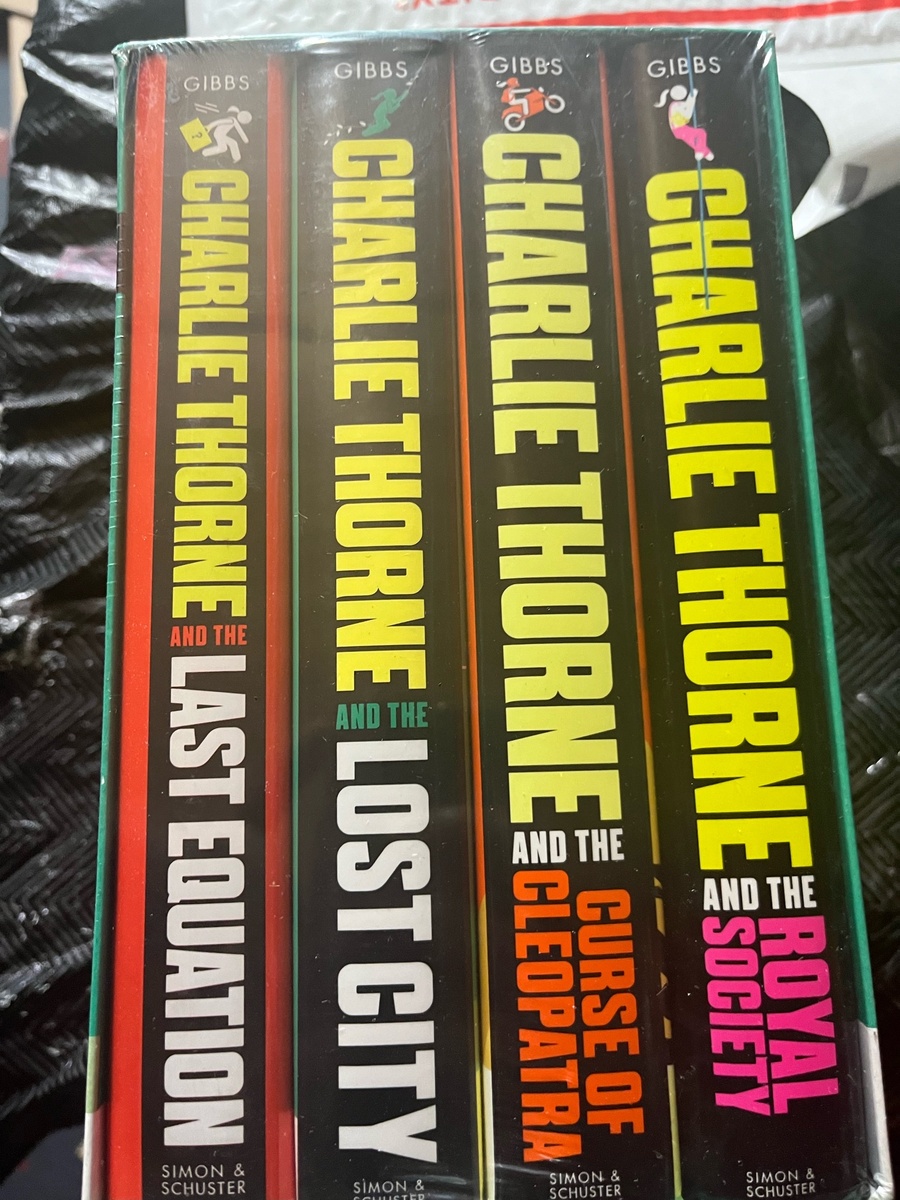 GIBBS
?
CHARLIE THORNE
AND THE
LAST EQUATION
SIMON &
SCHUSTER
GIBBS
CHARLIE THORNE
AND THE
LOST CITY
SIMON &
SCHUSTER
GIBBS
CHARLIE THORNE
AND THE
CURSE OF
CLEOPATRA
SIMON &
SCHUSTER
GIBBS
CHARLIE THORNE
AND THE
ROYAL
SOCIETY
SIMON &
SCHUSTER